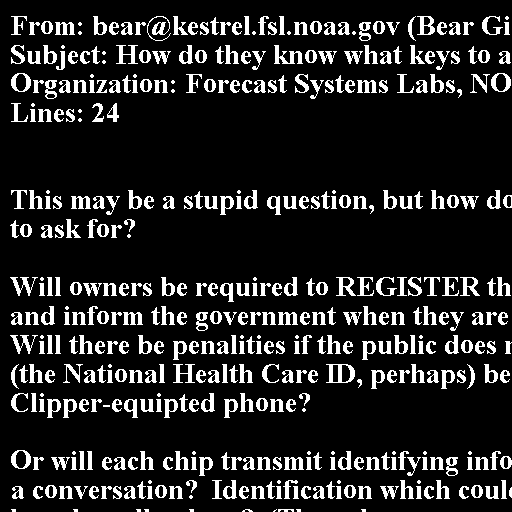 From: bear@kestrel.fsl.noaa.gov (Bear Gi
Subject: How do they know what keys to a
Organization: Forecast Systems Labs, NO
Lines: 24
This may be a stupid question, but how do
to ask for?
Will owners be required to REGISTER th
and inform the government when they are
Will there be penalities if the public does n
(the National Health Care ID, perhaps) be
Clipper-equipted phone?
Or will each chip transmit identifying info
a conversation?  Identification which coul